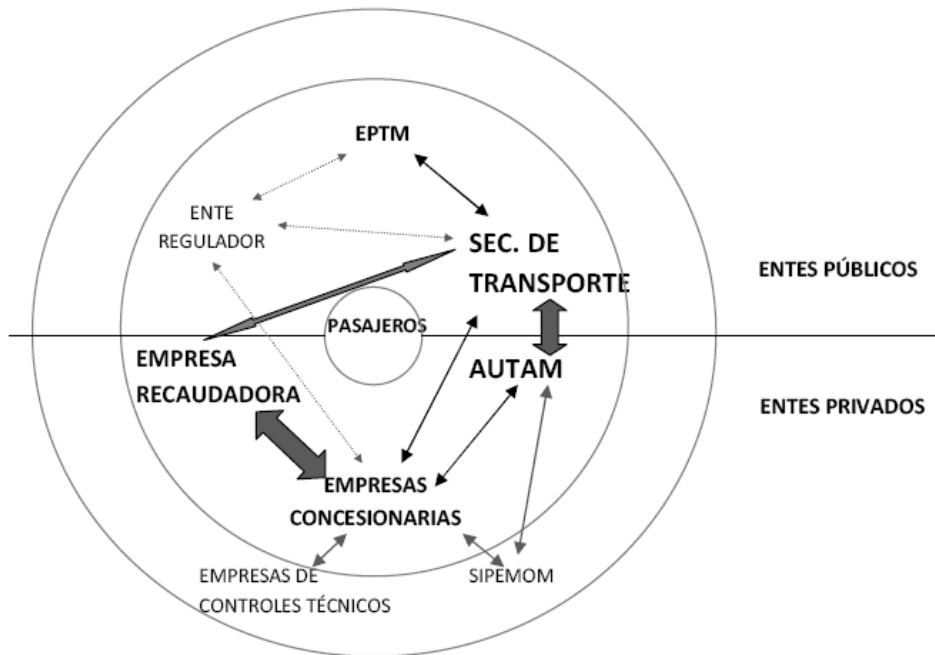 EPTM
ENTE
REGULADOR
SEC. DE
TRANSPORTE
ENTES PÚBLICOS
PASAJEROS
EMPRESA
RECAUDADORA
AUTAM
ENTES PRIVADOS
EMPRESAS
CONCESIONARIAS
EMPRESAS DE
CONTROLES TÉCNICOS
SIPEMOM